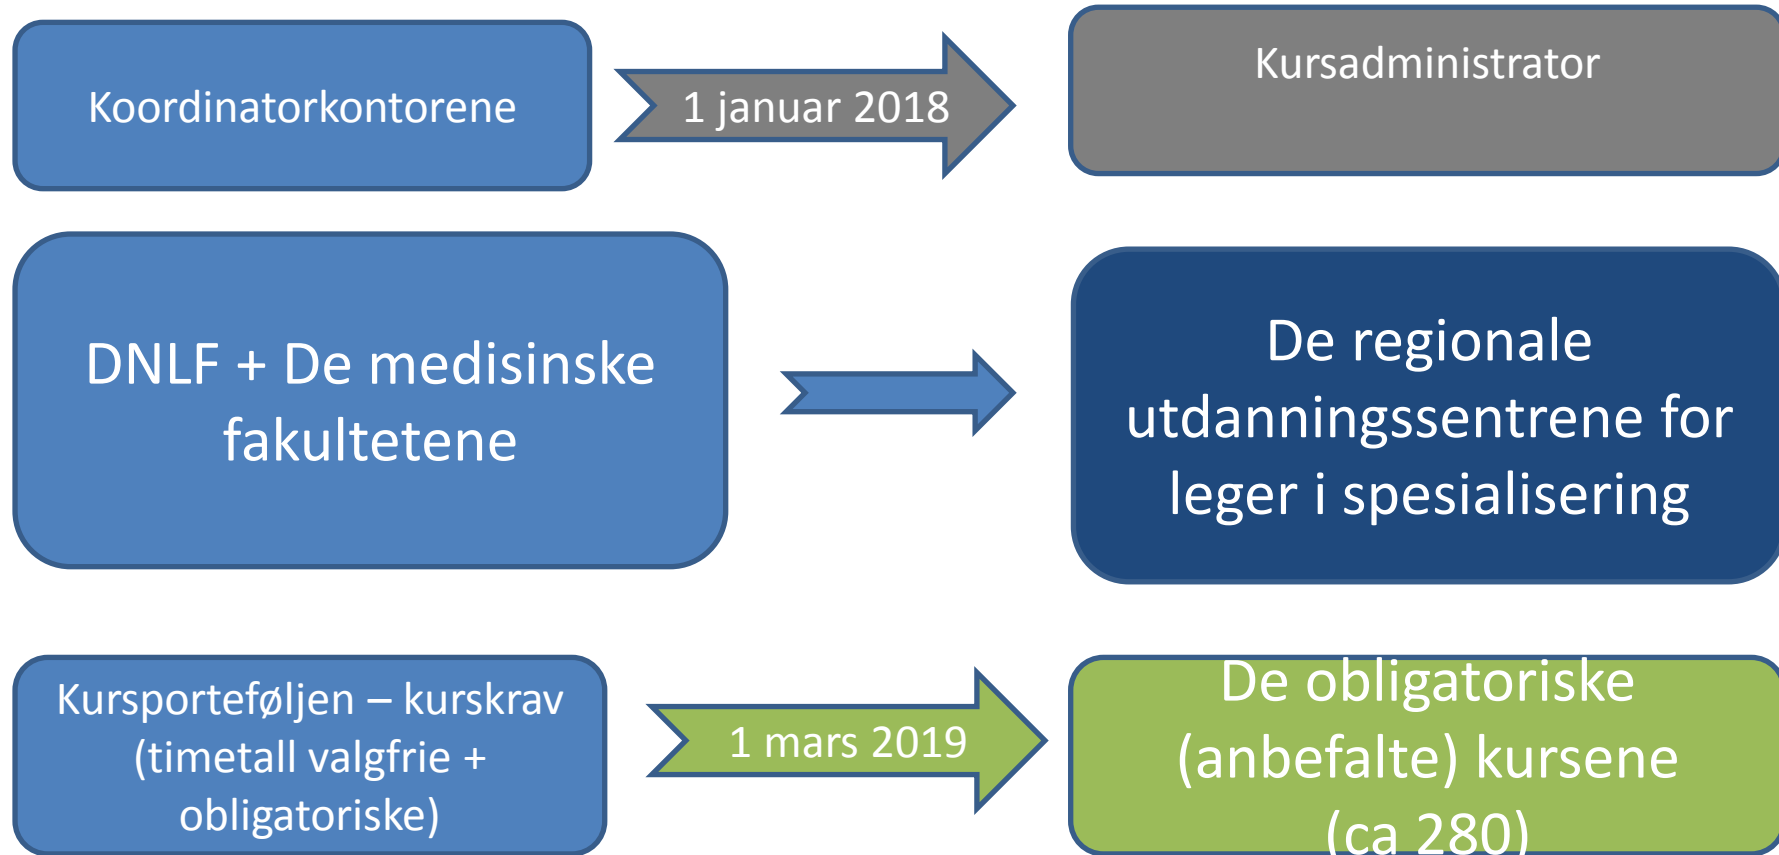 Koordinatorkontorene
1 januar 2018
Kursadministrator
DNLF + De medisinske
fakultetene
De regionale
utdanningssentrene for
leger i spesialisering
Kursporteføljen – kurskrav
(timetall valgfrie +
obligatoriske)
1 mars 2019
De obligatoriske
(anbefalte) kursene
(ca 280)